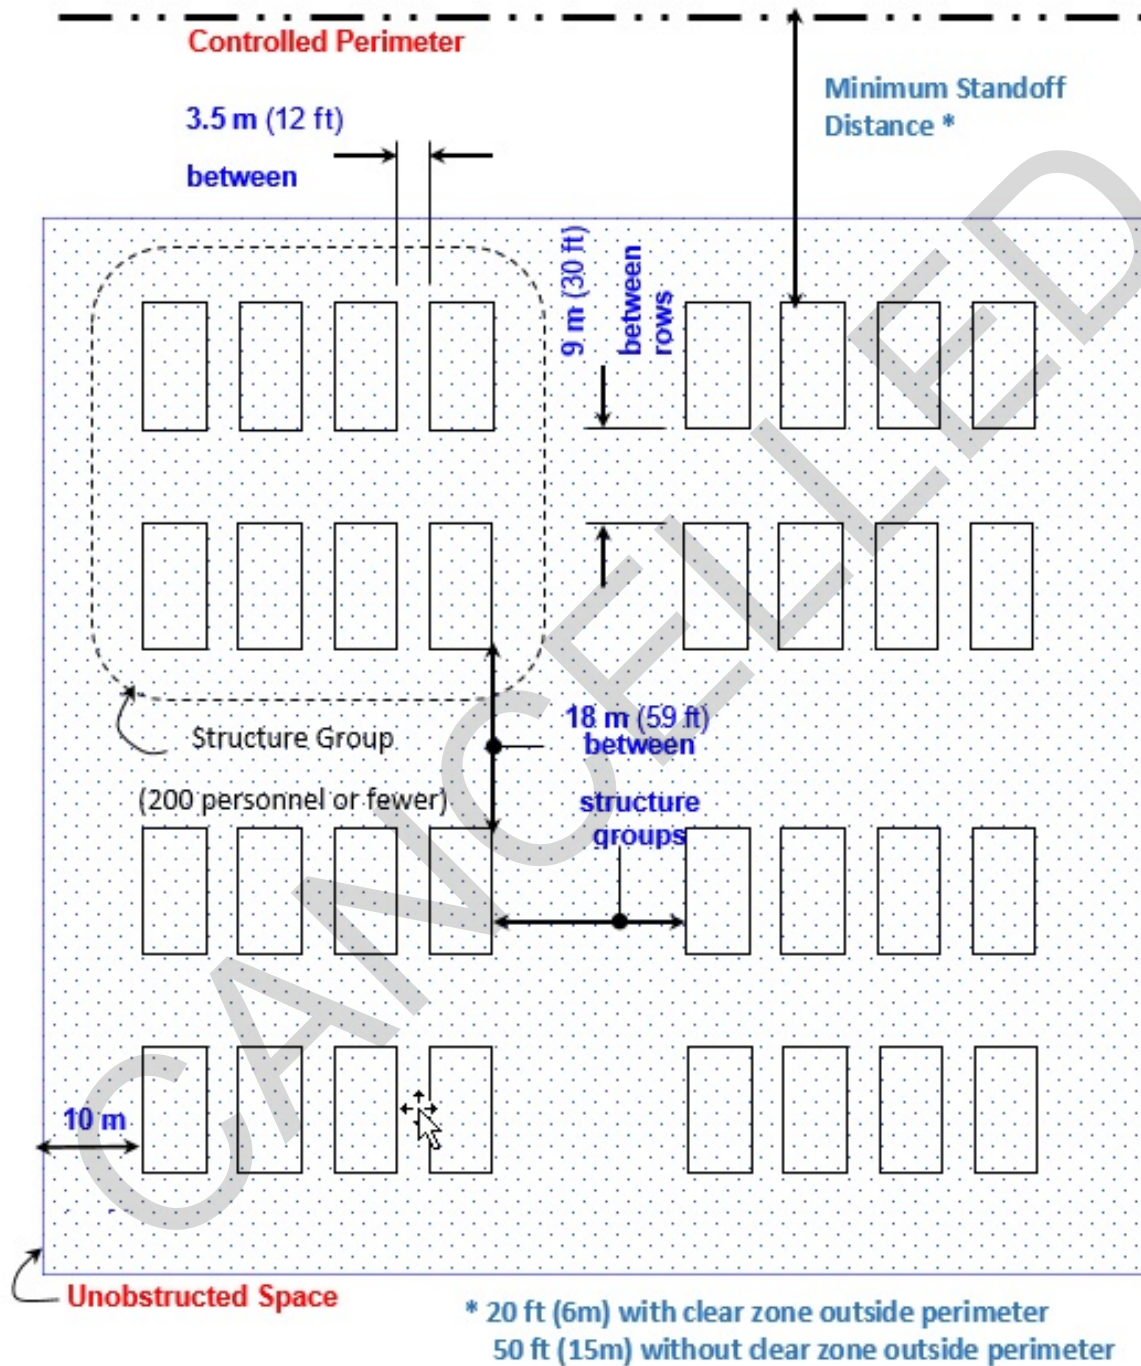 Controlled Perimeter
3.5 m (12 ft)
between
Minimum Standoff
Distance *
9 m (30 ft)
between
rows
Structure Group
(200 personnel or fewer)
18 m (59 ft)
between
structure
groups
10 m
Unobstructed Space
* 20 ft (6m) with clear zone outside perimeter
50 ft (15m) without clear zone outside perimeter
CANCELLED